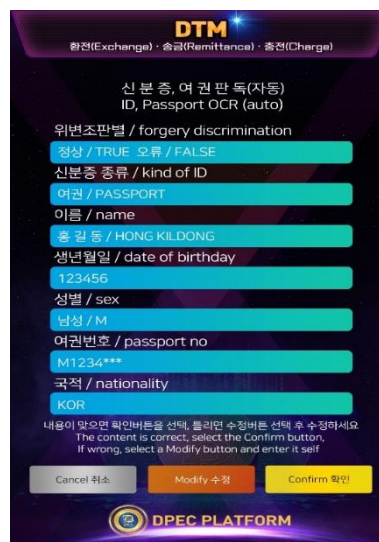 DTM
환전(Exchange) · 송금(Remittance) · 충전(Charge)
신 분 증, 여 권 판 독(자동)
ID, Passport OCR (auto)
위변조판별 / forgery discrimination
정상 / TRUE 오류 / FALSE
신분증 종류 / kind of ID
여권 / PASSPORT
이름 / name
홍 길 동 / HONG KILDONG
생년월일 / date of birthday
123456
성별 / sex
남성 / M
여권번호 / passport no
M1234***
국적 / nationality
KOR
내용이 맞으면 확인버튼을 선택, 틀리면 수정버튼 선택 후 수정하세요
The content is correct, select the Confirm button,
If wrong, select a Modify button and enter it self
Cancel 취소 Modify 수정 Confirm 확인
DPEC PLATFORM